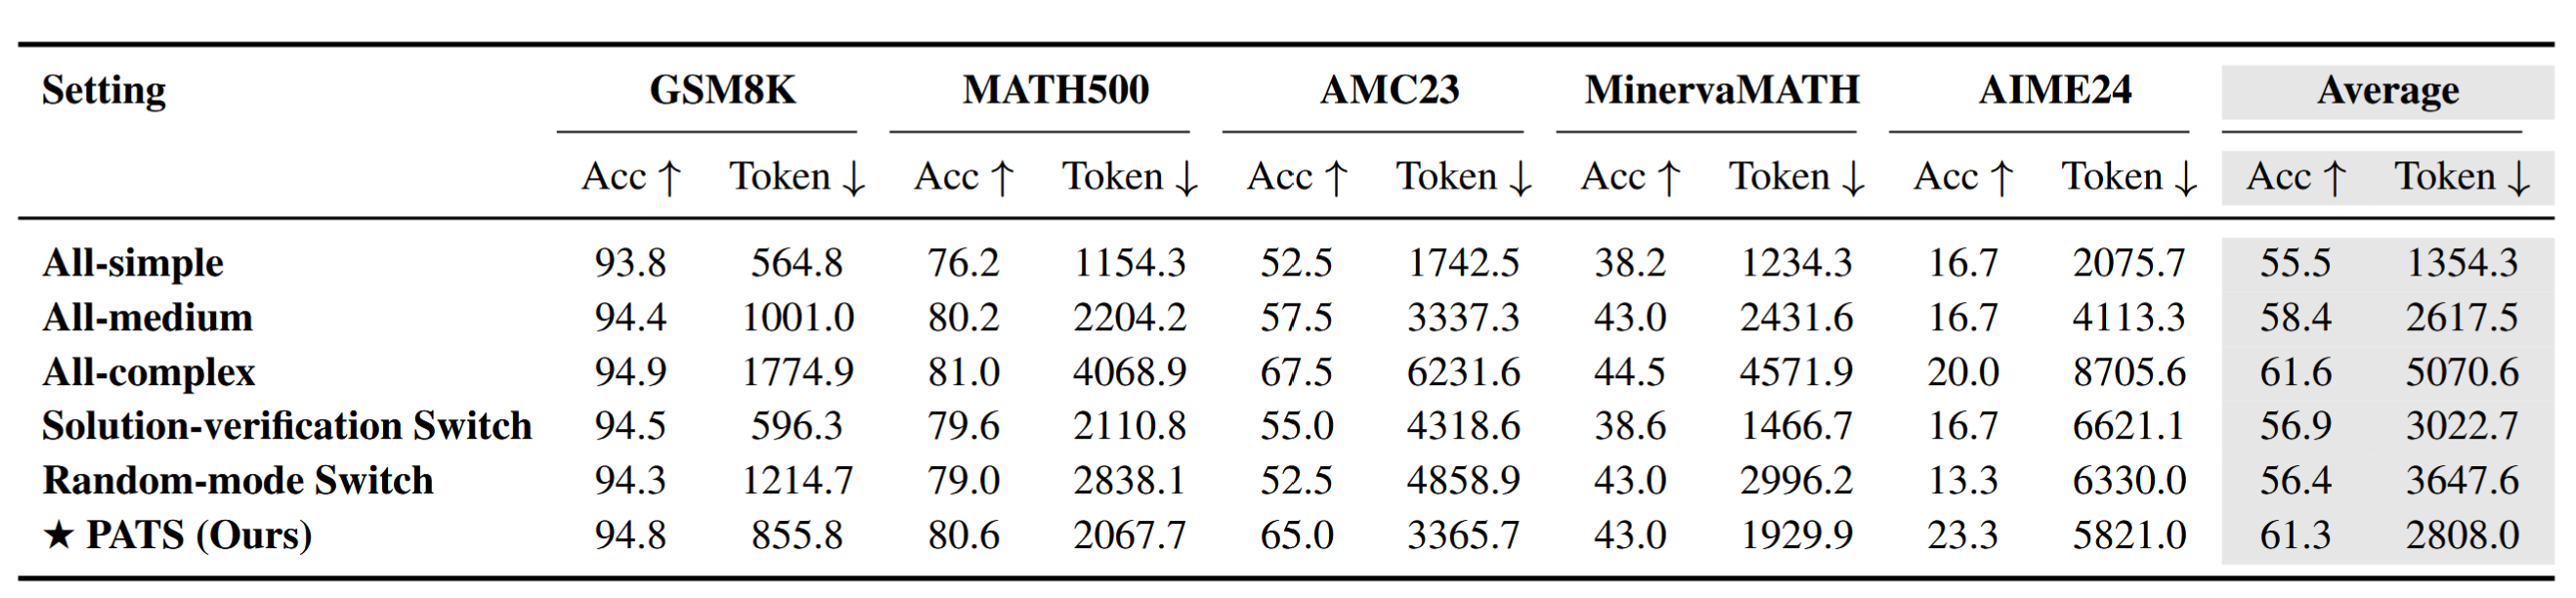 Setting GSM8K MATH500 AMC23 MinervaMATH AIME24 Average
Acc ↑ Token ↓ Acc ↑ Token ↓ Acc ↑ Token ↓ Acc ↑ Token ↓ Acc ↑ Token ↓ Acc ↑ Token ↓
All-simple 93.8 564.8 76.2 1154.3 52.5 1742.5 38.2 1234.3 16.7 2075.7 55.5 1354.3
All-medium 94.4 1001.0 80.2 2204.2 57.5 3337.3 43.0 2431.6 16.7 4113.3 58.4 2617.5
All-complex 94.9 1774.9 81.0 4068.9 67.5 6231.6 44.5 4571.9 20.0 8705.6 61.6 5070.6
Solution-verification Switch 94.5 596.3 79.6 2110.8 55.0 4318.6 38.6 1466.7 16.7 6621.1 56.9 3022.7
Random-mode Switch 94.3 1214.7 79.0 2838.1 52.5 4858.9 43.0 2996.2 13.3 6330.0 56.4 3647.6
★ PATS (Ours) 94.8 855.8 80.6 2067.7 65.0 3365.7 43.0 1929.9 23.3 5821.0 61.3 2808.0